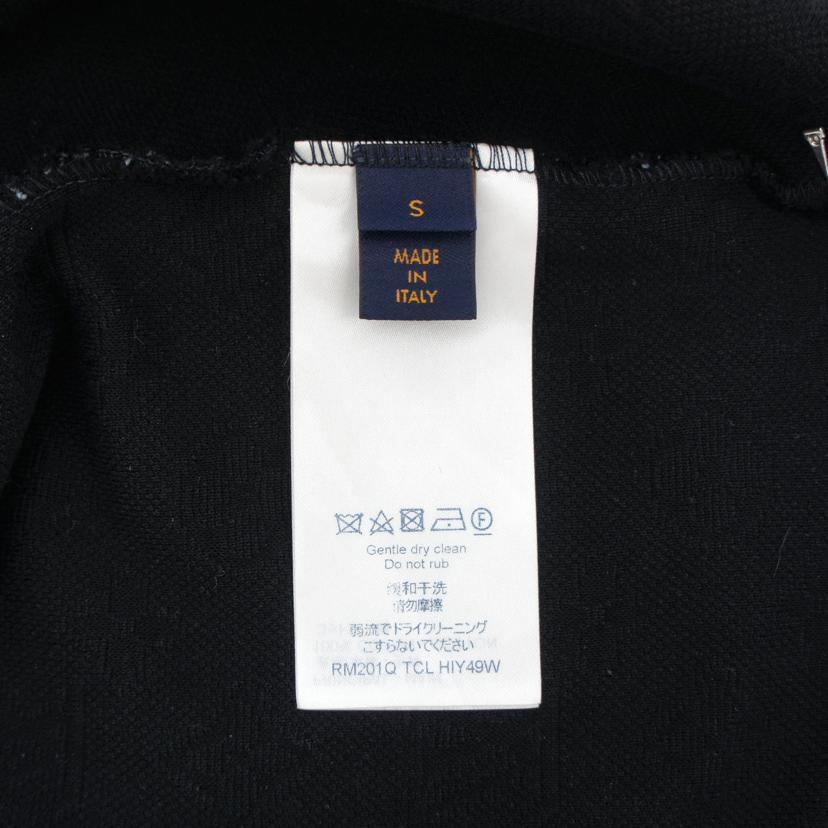 S
MADE
IN
ITALY
F
Gentle dry clean
Do not rub
缓和干洗
请勿摩擦
弱流でドライクリーニング
こすらないでください
RM201Q TCL HIY49W